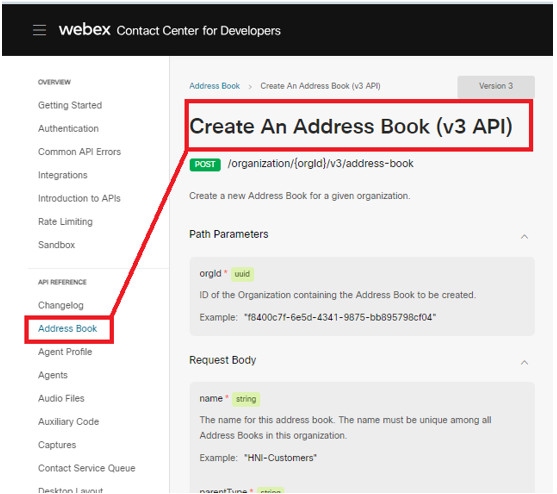 webex Contact Center for Developers
OVERVIEW
Getting Started
Authentication
Common API Errors
Integrations
Introduction to APIs
Rate Limiting
Sandbox
API REFERENCE
Changelog
Address Book
Agent Profile
Agents
Audio Files
Auxiliary Code
Captures
Contact Service Queue
Desktop Layout
Address Book > Create An Address Book (v3 API)
Version 3
Create An Address Book (v3 API)
POST /organization/{orgId}/v3/address-book
Create a new Address Book for a given organization.
Path Parameters
orgId * uuid
ID of the Organization containing the Address Book to be created.
Example: "f8400c7f-6e5d-4341-9875-bb895798cf04"
Request Body
name * string
The name for this address book. The name must be unique among all
Address Books in this organization.
Example: "HNI-Customers"
parentType * string